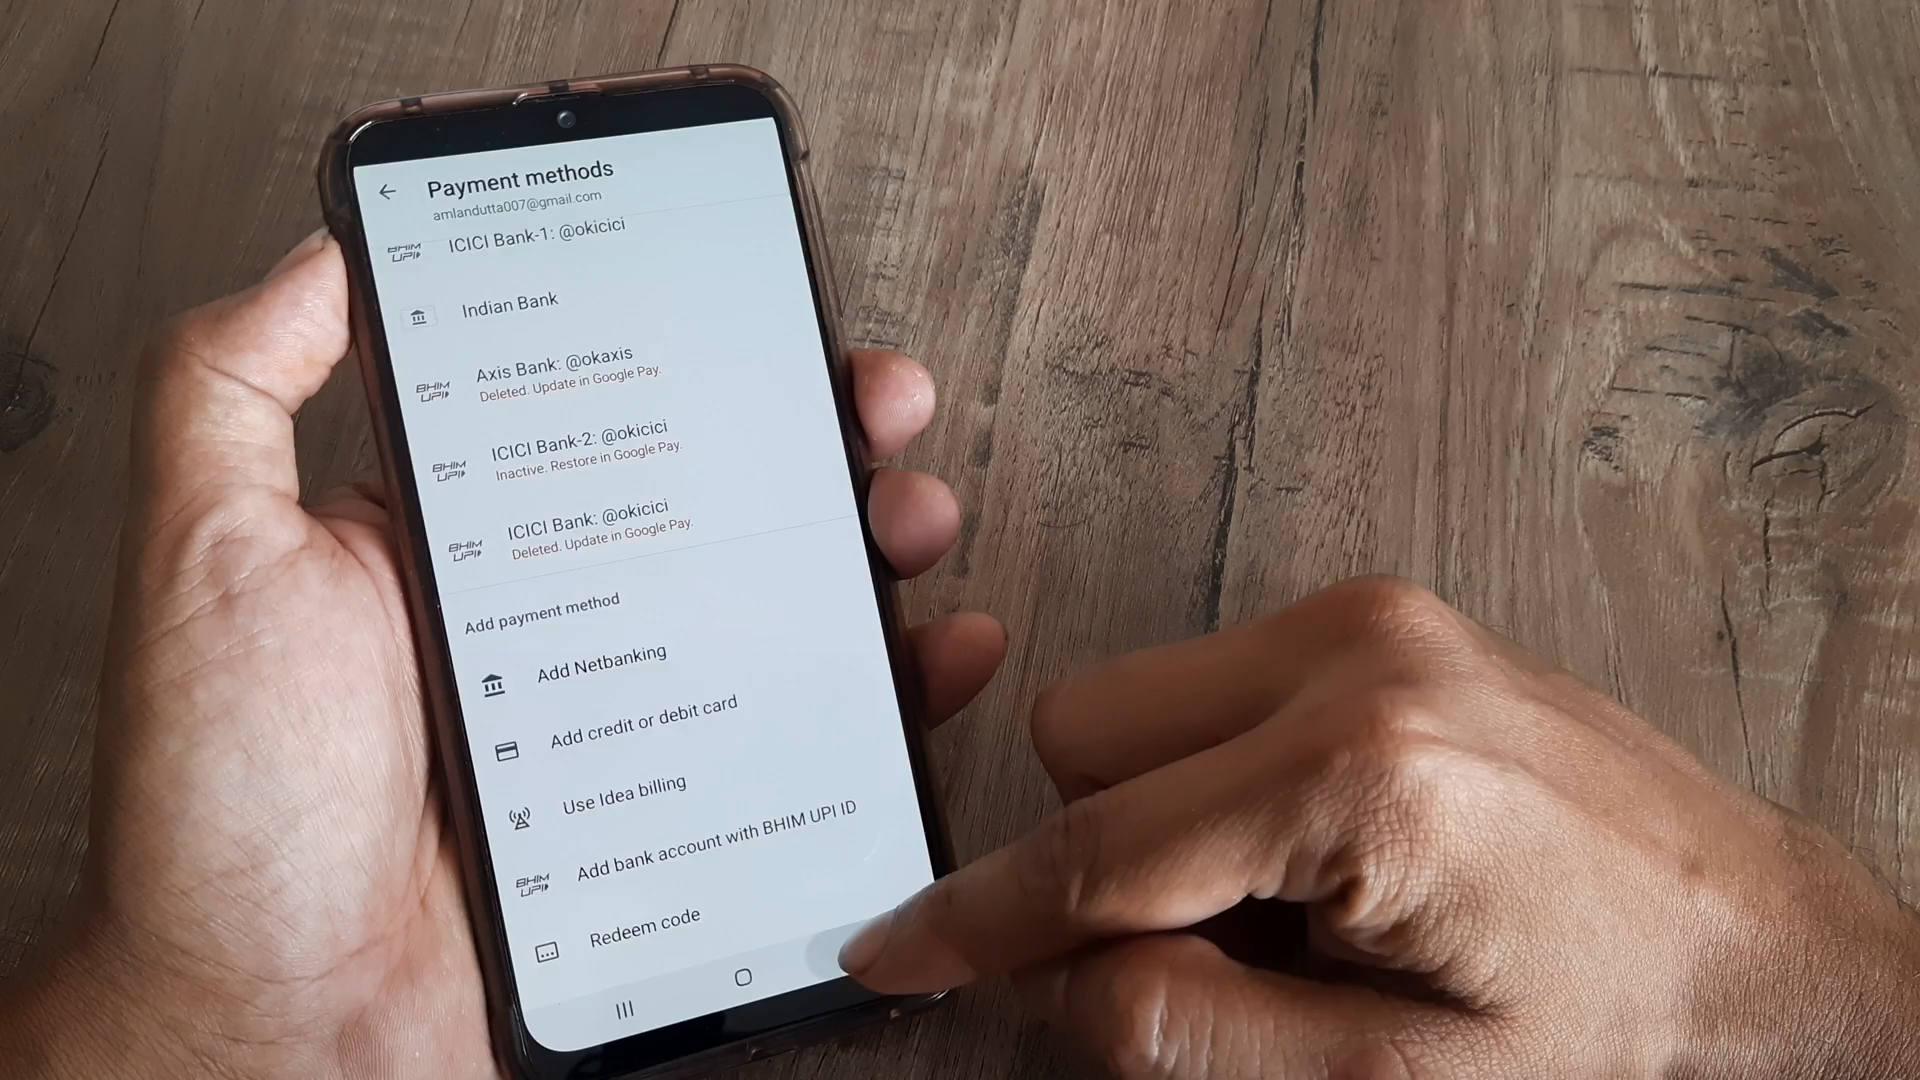 Payment methods
amlandutta007@gmail.com
BHIM UPI
ICICI Bank-1: @okicici
Indian Bank
BHIM UPI
Axis Bank: @okaxis
Deleted. Update in Google Pay.
BHIM UPI
ICICI Bank-2: @okicici
Inactive. Restore in Google Pay.
BHIM UPI
ICICI Bank: @okicici
Deleted. Update in Google Pay.
Add payment method
Add Netbanking
Add credit or debit card
Use Idea billing
BHIM UPI
Add bank account with BHIM UPI ID
Redeem code